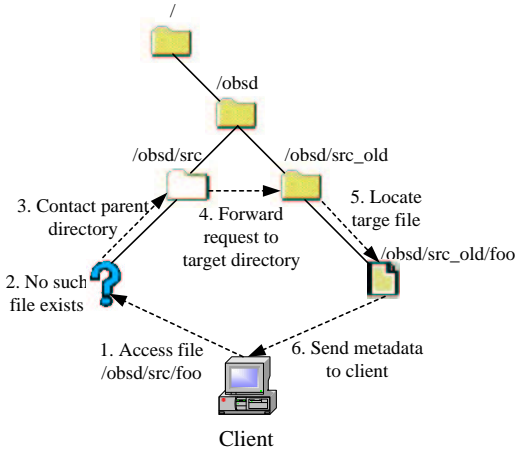 /
/obsd
/obsd/src
/obsd/src_old
3. Contact parent
directory
4. Forward
request to
target directory
5. Locate
targe file
/obsd/src_old/foo
2. No such
file exists
1. Access file
/obsd/src/foo
6. Send metadata
to client
Client